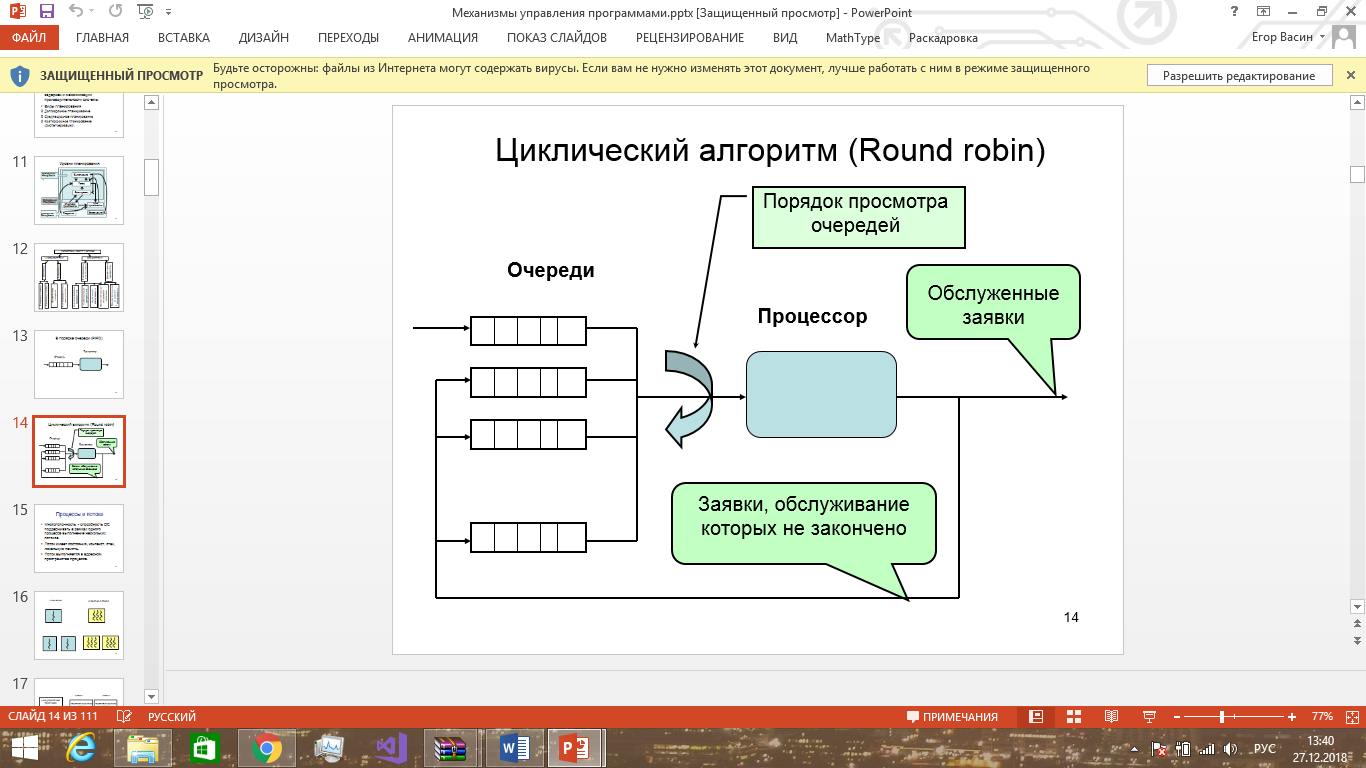 Механизмы управления программами.pptx [Защищенный просмотр] - PowerPoint
ФАЙЛ ГЛАВНАЯ ВСТАВКА ДИЗАЙН ПЕРЕХОДЫ АНИМАЦИЯ ПОКАЗ СЛАЙДОВ РЕЦЕНЗИРОВАНИЕ ВИД MathType Раскадровка Егор Васин
ЗАЩИЩЕННЫЙ ПРОСМОТР Будьте осторожны: файлы из Интернета могут содержать вирусы. Если вам не нужно изменять этот документ, лучше работать с ним в режиме защищенного
просмотра.
Разрешить редактирование
11
12
13
14
15
Процессы и потоки
16
17
Циклический алгоритм (Round robin)
Порядок просмотра
очередей
Очереди
Обслуженные
заявки
Процессор
Заявки, обслуживание
которых не закончено
14
СЛАЙД 14 ИЗ 111 РУССКИЙ ПРИМЕЧАНИЯ 77%
РУС
13:40
27.12.2018